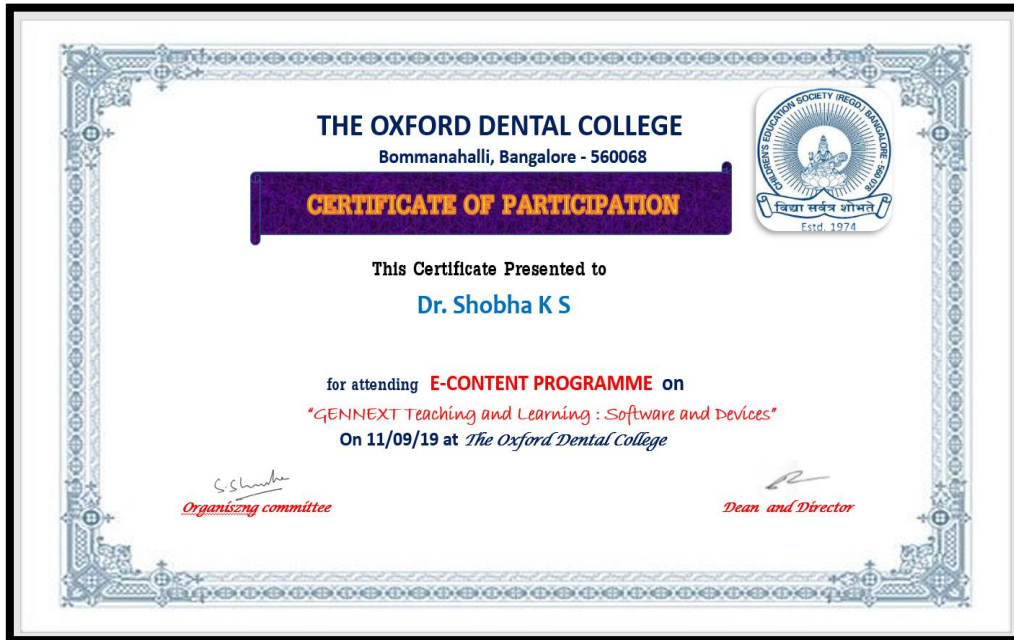 THE OXFORD DENTAL COLLEGE
Bommanahalli, Bangalore - 560068
CHILDREN'S EDUCATION SOCIETY (REGD.) BANGALORE - 560 076
विद्या सर्वत्र शोभते
Estd. 1974
CERTIFICATE OF PARTICIPATION
This Certificate Presented to
Dr. Shobha K S
for attending E-CONTENT PROGRAMME on
"GENNEXT Teaching and Learning : Software and Devices"
On 11/09/19 at The Oxford Dental College
Organiszng committee
Dean and Director